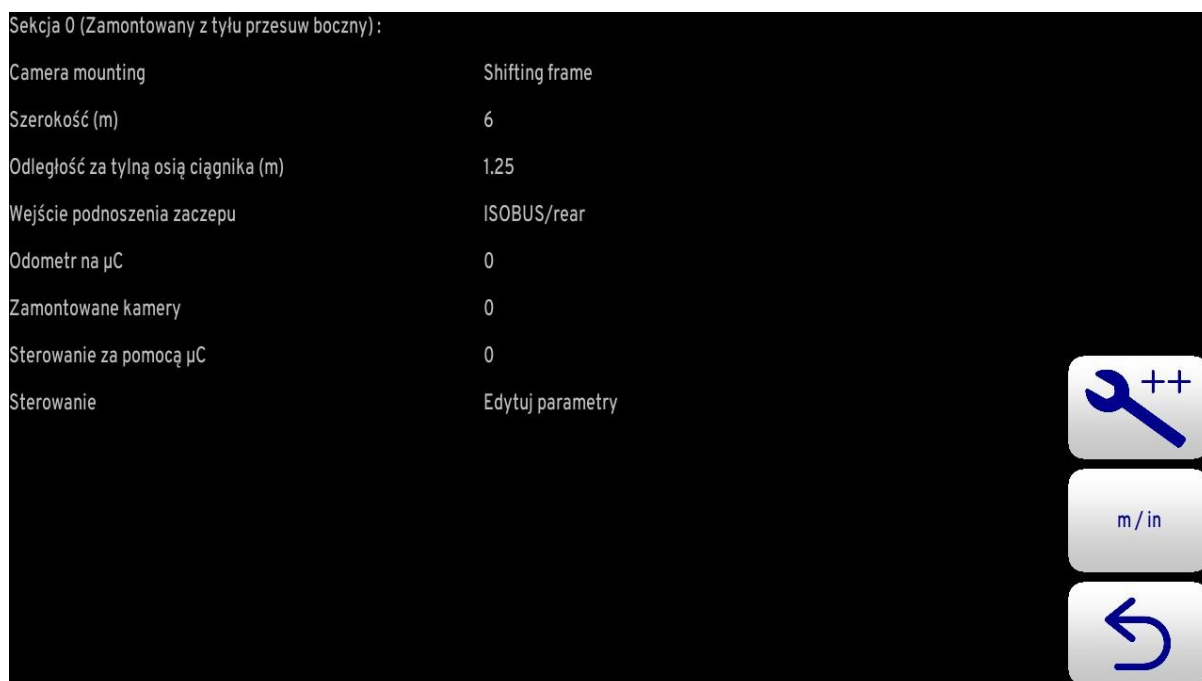 Sekcja 0 (Zamontowany z tyłu przesuw boczny) :
Camera mounting Shifting frame
Szerokość (m) 6
Odległość za tylną osią ciągnika (m) 1.25
Wejście podnoszenia zaczepu ISOBUS/rear
Odometr na µC 0
Zamontowane kamery 0
Sterowanie za pomocą µC 0
Sterowanie Edytuj parametry
++
m / in